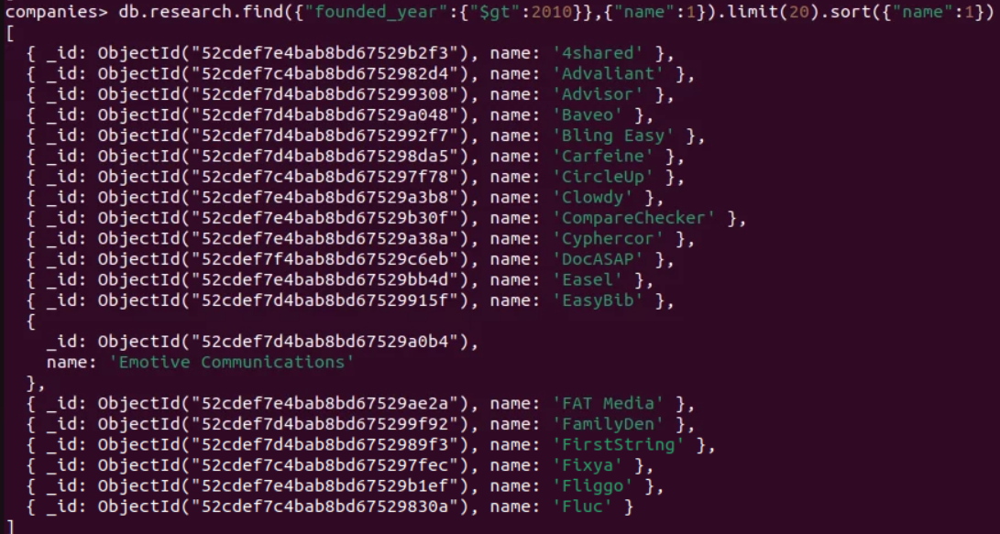 companies> db.research.find({"founded_year":{"$gt":2010}},{"name":1}).limit(20).sort({"name":1})
[
  { _id: ObjectId("52cdef7e4bab8bd67529b2f3"), name: '4shared' },
  { _id: ObjectId("52cdef7c4bab8bd6752982d4"), name: 'Advaliant' },
  { _id: ObjectId("52cdef7d4bab8bd675299308"), name: 'Advisor' },
  { _id: ObjectId("52cdef7d4bab8bd67529a048"), name: 'Baveo' },
  { _id: ObjectId("52cdef7d4bab8bd6752992f7"), name: 'Bling Easy' },
  { _id: ObjectId("52cdef7d4bab8bd675298da5"), name: 'Carfeine' },
  { _id: ObjectId("52cdef7c4bab8bd675297f78"), name: 'CircleUp' },
  { _id: ObjectId("52cdef7e4bab8bd67529a3b8"), name: 'Clowdy' },
  { _id: ObjectId("52cdef7e4bab8bd67529b30f"), name: 'CompareChecker' },
  { _id: ObjectId("52cdef7e4bab8bd67529a38a"), name: 'Cyphercor' },
  { _id: ObjectId("52cdef7f4bab8bd67529c6eb"), name: 'DocASAP' },
  { _id: ObjectId("52cdef7e4bab8bd67529bb4d"), name: 'Easel' },
  { _id: ObjectId("52cdef7d4bab8bd67529915f"), name: 'EasyBib' },
  {
    _id: ObjectId("52cdef7d4bab8bd67529a0b4"),
    name: 'Emotive Communications'
  },
  { _id: ObjectId("52cdef7e4bab8bd67529ae2a"), name: 'FAT Media' },
  { _id: ObjectId("52cdef7d4bab8bd675299f92"), name: 'FamilyDen' },
  { _id: ObjectId("52cdef7d4bab8bd6752989f3"), name: 'FirstString' },
  { _id: ObjectId("52cdef7c4bab8bd675297fec"), name: 'Fixya' },
  { _id: ObjectId("52cdef7e4bab8bd67529b1ef"), name: 'Fliggo' },
  { _id: ObjectId("52cdef7c4bab8bd67529830a"), name: 'Fluc' }
]